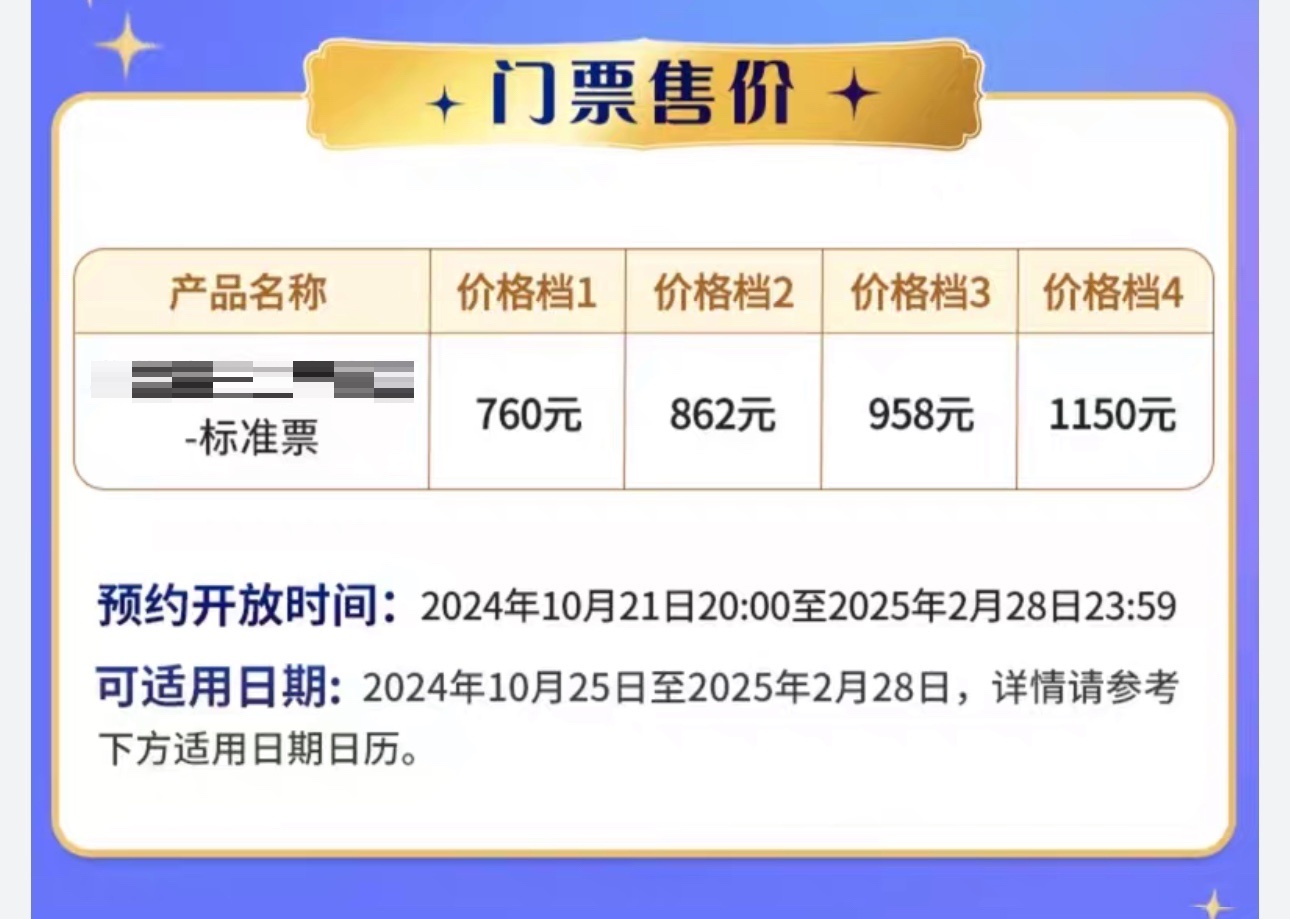 门票售价
产品名称 价格档1 价格档2 价格档3 价格档4
-标准票 760元 862元 958元 1150元
预约开放时间：2024年10月21日20:00至2025年2月28日23:59
可适用日期：2024年10月25日至2025年2月28日，详情请参考
下方适用日期日历。